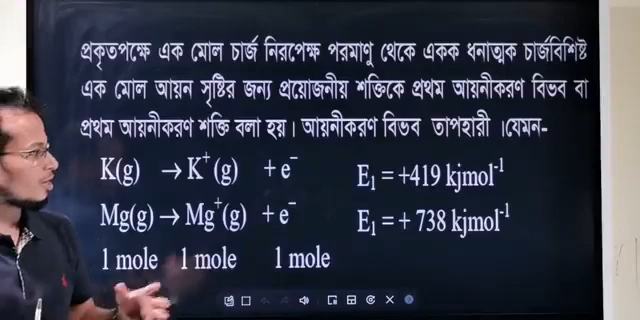 প্রকৃতপক্ষে এক মোল চার্জ নিরপেক্ষ পরমাণু থেকে একক ধনাত্মক চার্জবিশিষ্ট
এক মোল আয়ন সৃষ্টির জন্য প্রয়োজনীয় শক্তিকে প্রথম আয়নীকরণ বিভব বা
প্রথম আয়নীকরণ শক্তি বলা হয়। আয়নীকরণ বিভব তাপহারী ।যেমন-
K(g) → K⁺(g) + e⁻ E₁ = +419 kjmol⁻¹
Mg(g) → Mg⁺(g) + e⁻ E₁ = + 738 kjmol⁻¹
1 mole 1 mole 1 mole